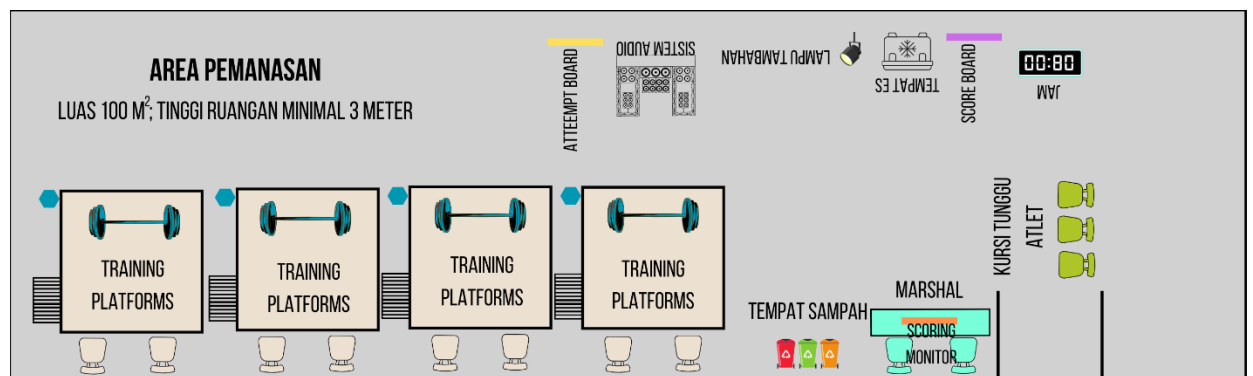 AREA PEMANASAN
LUAS 100 M²; TINGGI RUANGAN MINIMAL 3 METER
ATTEEMPT BOARD
SISTEM AUDIO
LAMPU TAMBAHAN
TEMPAT ES
SCORE BOARD
00:80
JAM
TRAINING
PLATFORMS
TRAINING
PLATFORMS
TRAINING
PLATFORMS
TRAINING
PLATFORMS
KURSI TUNGGU
ATLET
MARSHAL
TEMPAT SAMPAH
SCORING
MONITOR